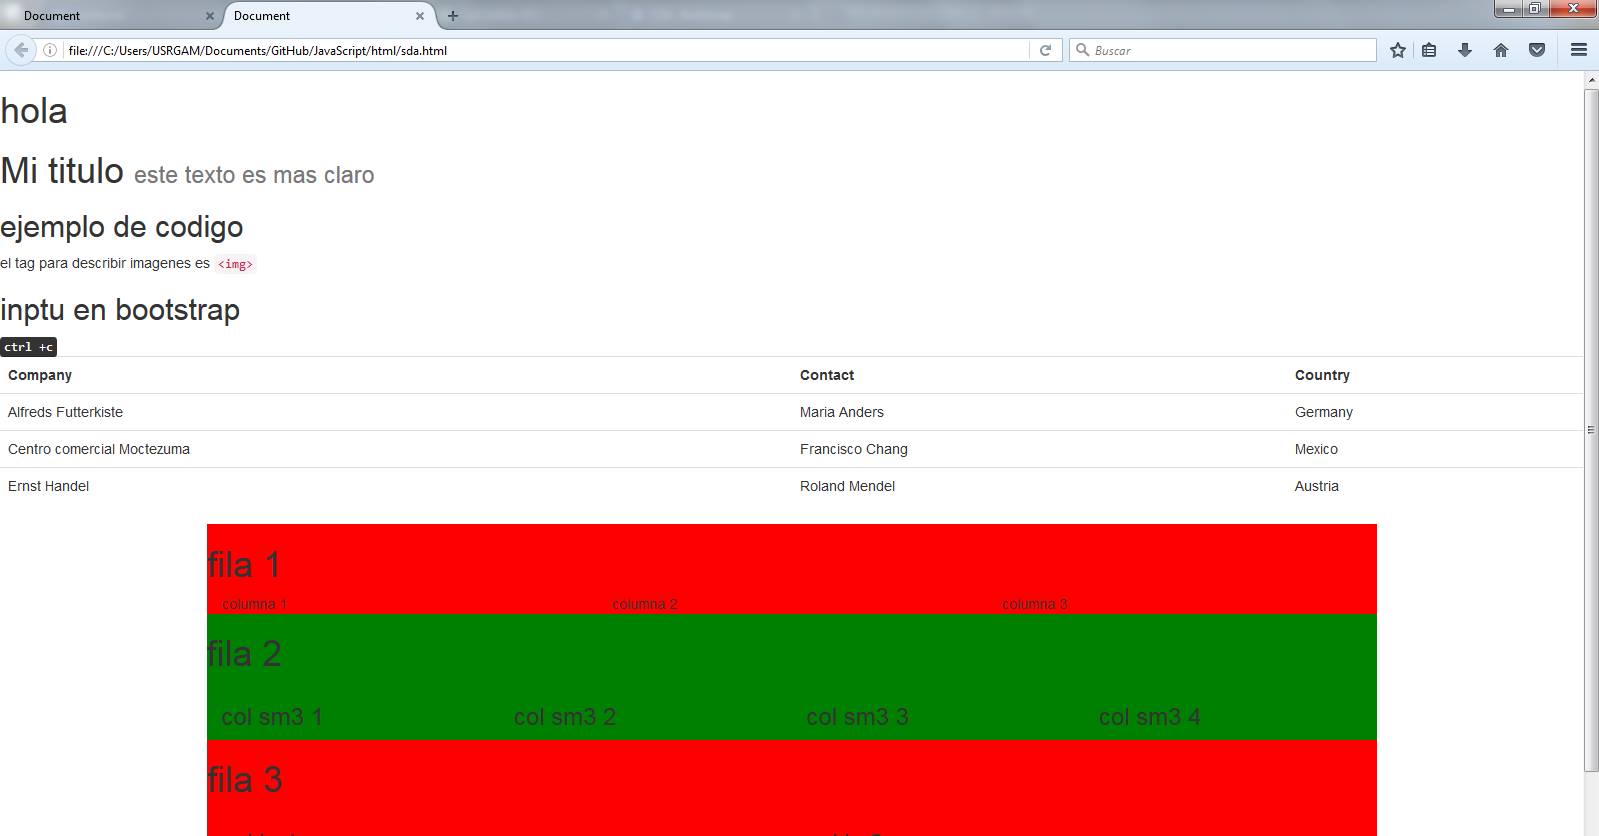 Document
Document
file:///C:/Users/USRGAM/Documents/GitHub/JavaScript/html/sda.html
Buscar
hola
Mi titulo este texto es mas claro
ejemplo de codigo
el tag para describir imagenes es <img>
inptu en bootstrap
ctrl +c
Company Contact Country
Alfreds Futterkiste Maria Anders Germany
Centro comercial Moctezuma Francisco Chang Mexico
Ernst Handel Roland Mendel Austria
fila 1
columna 1 columna 2 columna 3
fila 2
col sm3 1 col sm3 2 col sm3 3 col sm3 4
fila 3